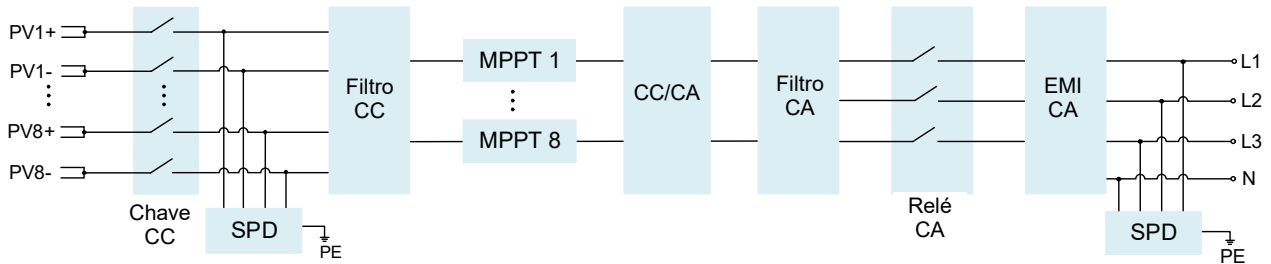 PV1+
PV1-
PV8+
PV8-
Chave
CC
SPD
PE
Filtro
CC
MPPT 1
MPPT 8
CC/CA
Filtro
CA
Relé
CA
EMI
CA
L1
L2
L3
N
SPD
PE